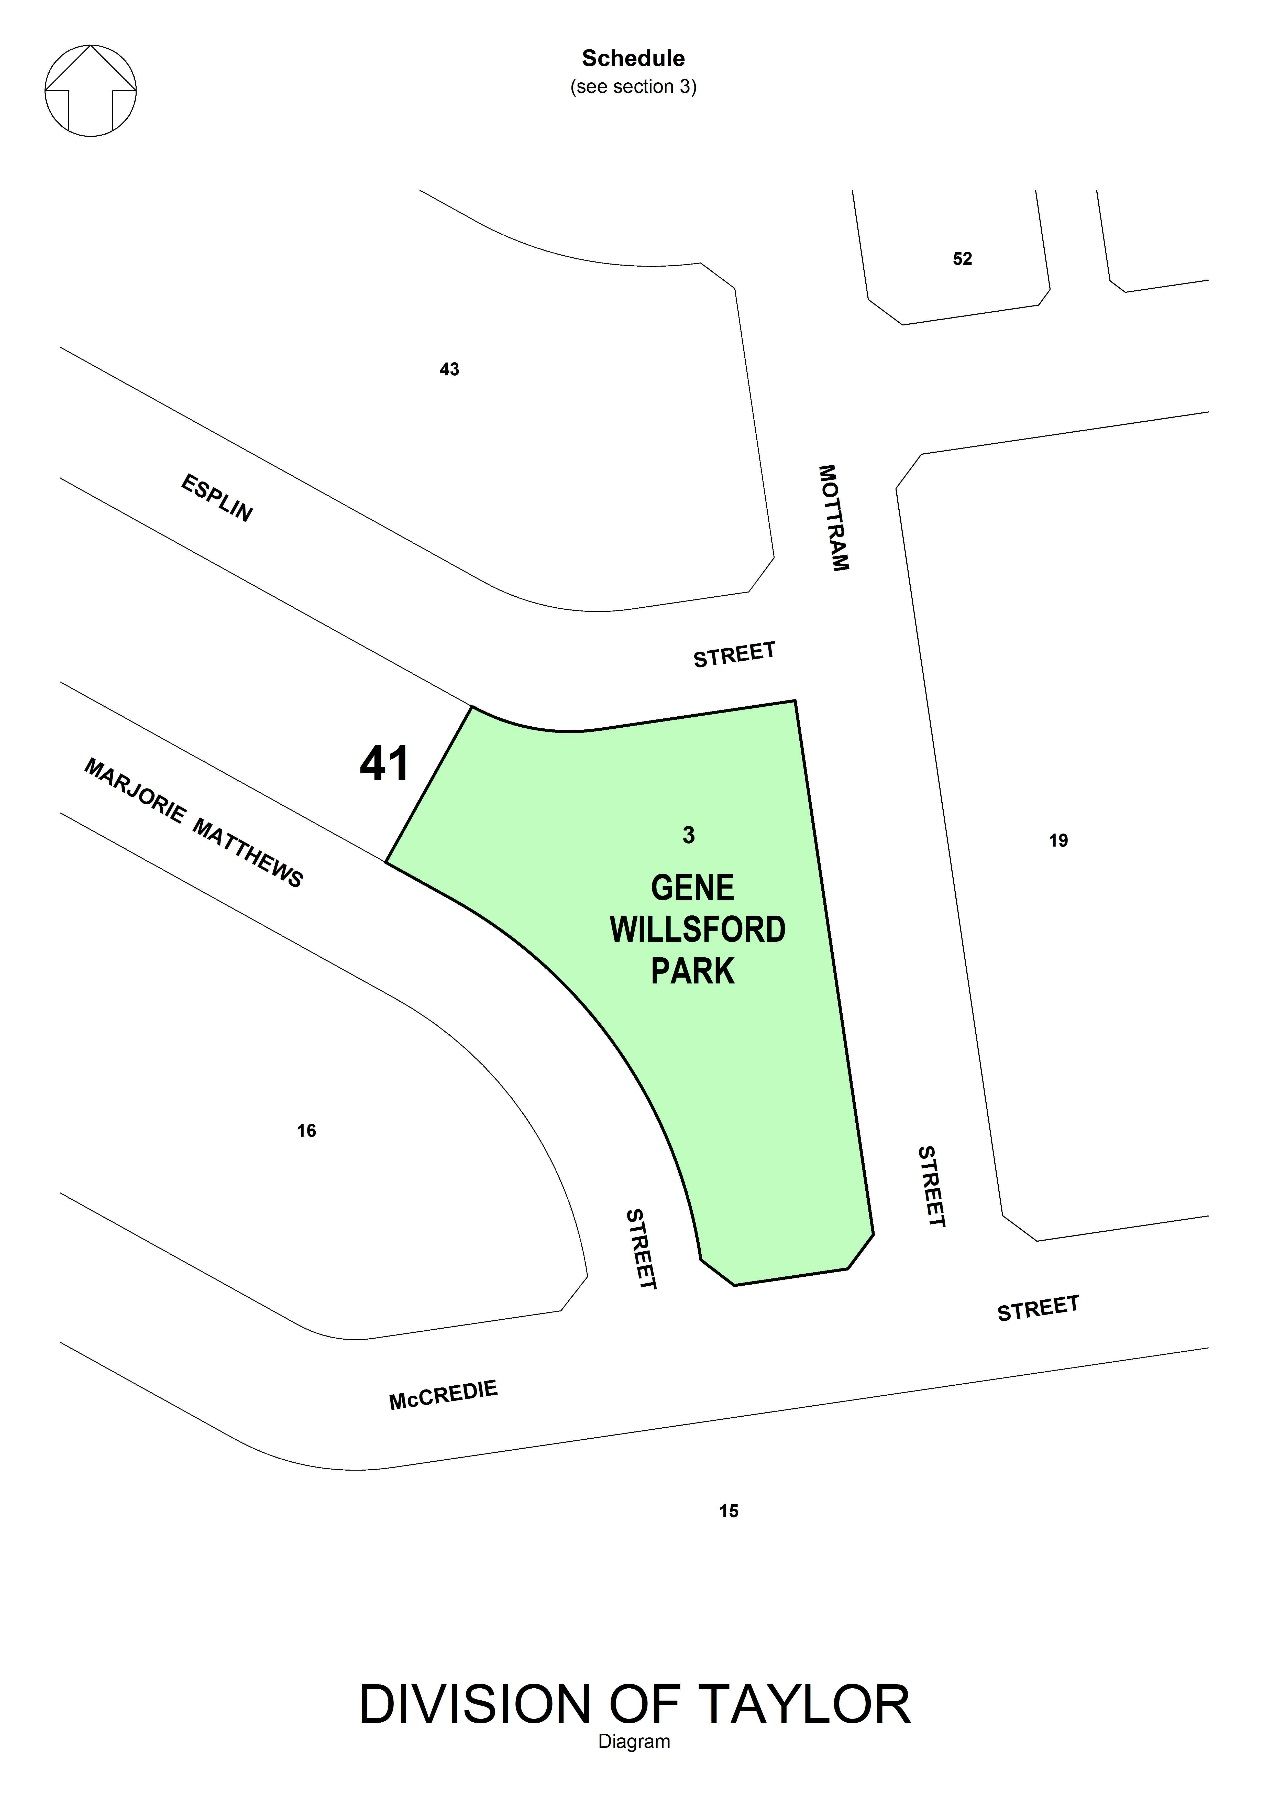 Schedule
(see section 3)
52
43
ESPLIN
MOTTRAM
STREET
41
MARJORIE MATTHEWS
3
GENE
WILLSFORD
PARK
19
16
STREET
STREET
STREET
McCREDIE
15
DIVISION OF TAYLOR
Diagram